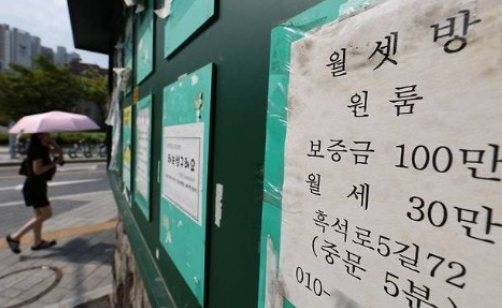 월 셋 방
원룸
보증금 100만
월 세 30만
흑석로5길72
(중문 5분
010-